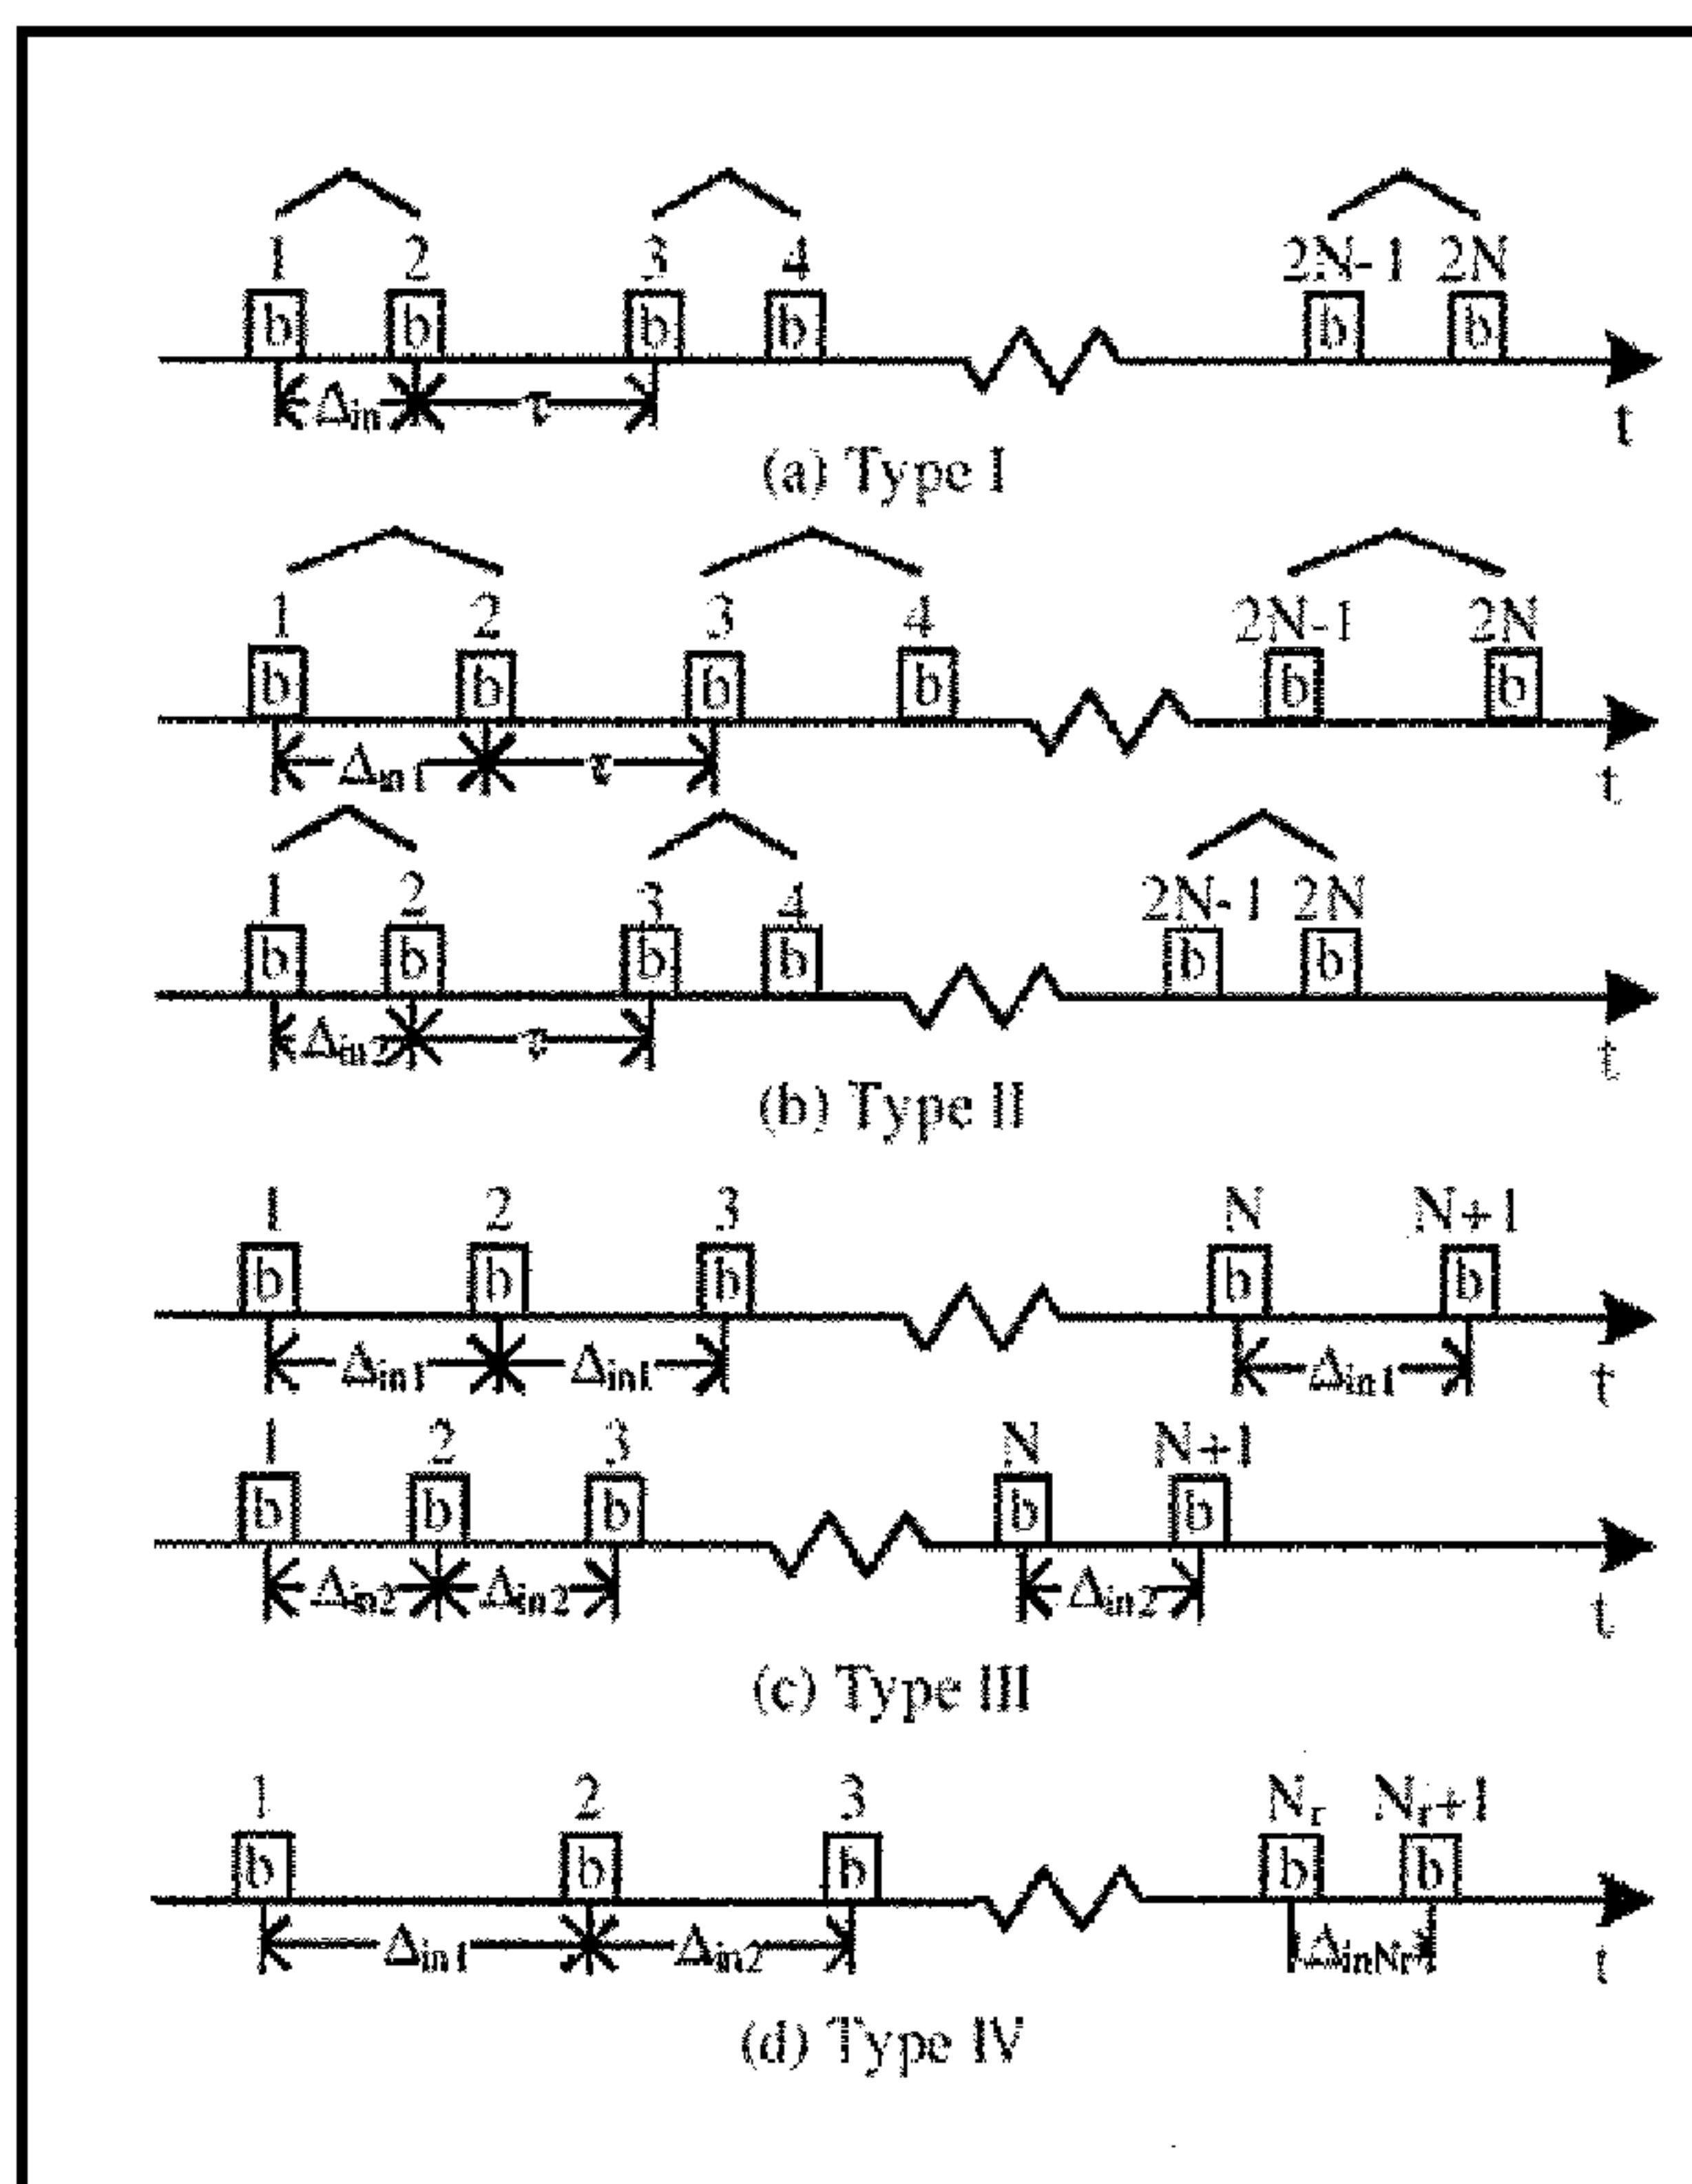 1 2 3 4 2N-1 2N
b b b b b b
Δin τ t
(a) Type I
1 2 3 4 2N-1 2N
b b b b b b
Δin1 τ t
1 2 3 4 2N-1 2N
b b b b b b
Δin2 τ t
(b) Type II
1 2 3 N N+1
b b b b b
Δin1 Δin1 Δin1 t
1 2 3 N N+1
b b b b b
Δin2 Δin2 Δin2 t
(c) Type III
1 2 3 Nr Nr+1
b b b b b
Δin1 Δin2 ΔinNr t
(d) Type IV